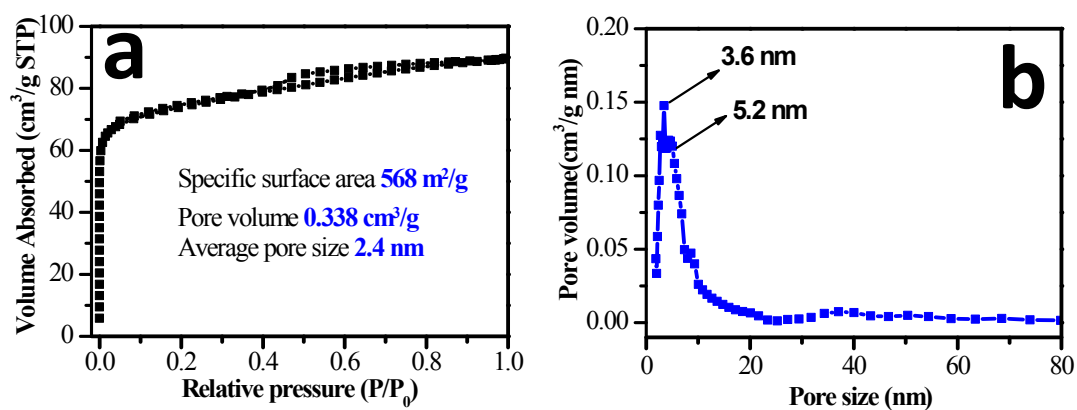 a
Volume Absorbed (cm³/g STP)
100
80
60
40
20
0
Specific surface area 568 m²/g
Pore volume 0.338 cm³/g
Average pore size 2.4 nm
0.0 0.2 0.4 0.6 0.8 1.0
Relative pressure (P/P₀)
b
Pore volume(cm³/g nm)
0.20
0.15
0.10
0.05
0.00
3.6 nm
5.2 nm
0 20 40 60 80
Pore size (nm)